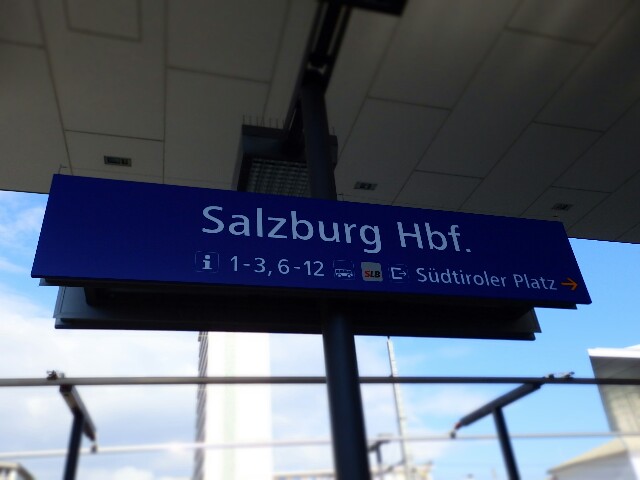 Salzburg Hbf.
i 1-3, 6-12 SLB Südtiroler Platz